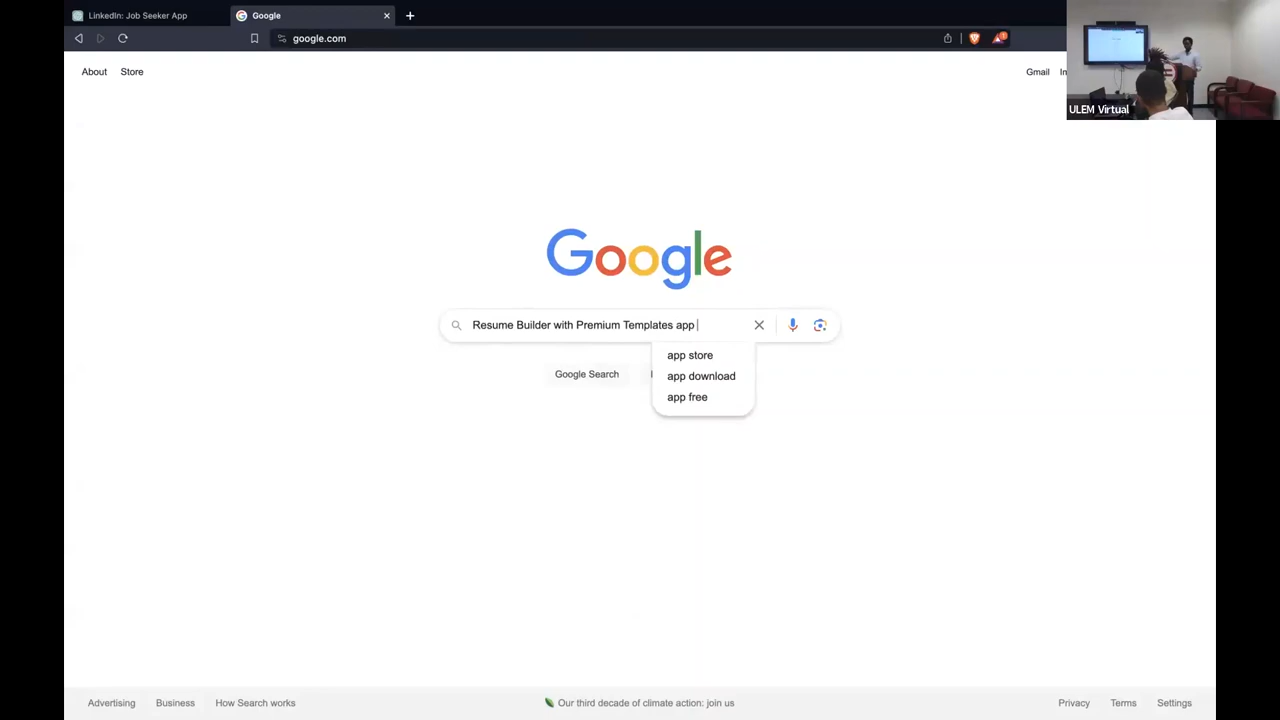 LinkedIn: Job Seeker App
Google
google.com
About
Store
Gmail
ULEM Virtual
Google
Resume Builder with Premium Templates app
app store
app download
app free
Google Search
Advertising
Business
How Search works
Our third decade of climate action: join us
Privacy
Terms
Settings